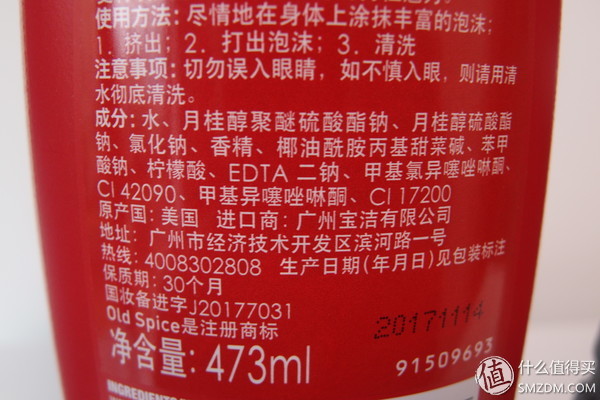 使用方法: 尽情地在身体上涂抹丰富的泡沫;
1. 挤出; 2. 打出泡沫; 3. 清洗
注意事项: 切勿误入眼睛, 如不慎入眼, 则请用清
水彻底清洗。
成分: 水、月桂醇聚醚硫酸酯钠、月桂醇硫酸酯
钠、氯化钠、香精、椰油酰胺丙基甜菜碱、苯甲
酸钠、柠檬酸、EDTA 二钠、甲基氯异噻唑啉酮、
CI 42090、甲基异噻唑啉酮、CI 17200
原产国: 美国 进口商: 广州宝洁有限公司
地址: 广州市经济技术开发区滨河路一号
热线: 4008302808 生产日期(年月日)见包装标注
保质期: 30个月
国妆备进字J20177031
Old Spice是注册商标
20171114
净含量: 473ml
91509693
INGREDIENTS
值 什么值得买
SMZDM.COM